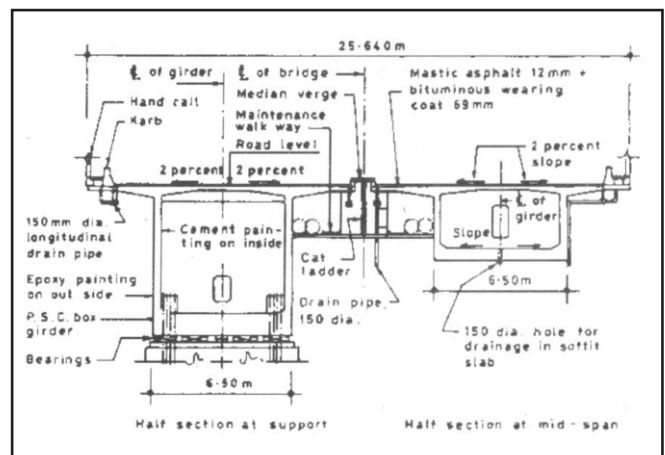 25·640m
℄ of girder
℄ of bridge
Mastic asphalt 12mm +
bituminous wearing
coat 69mm
Median verge
Hand rail
Karb
Maintenance
walk way
Road level
2 percent
2 percent
2 percent
slope
150mm dia.
longitudinal
drain pipe
Cement pain-
ting on inside
℄ of
girder
Slope
Epoxy painting
on out side
Cat
ladder
6·50m
P.S.C. box
girder
Drain pipe,
150 dia.
150 dia. hole for
drainage in soffit
slab
Bearings
6·50m
Half section at support
Half section at mid-span